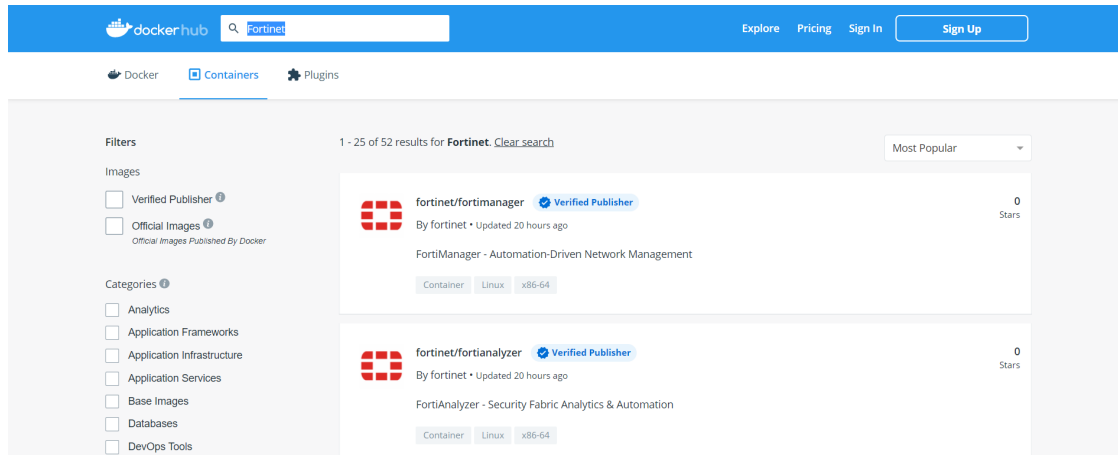 dockerhub Fortinet Explore Pricing Sign In Sign Up
Docker Containers Plugins
Filters
Images
Verified Publisher
Official Images
Official Images Published By Docker
Categories
Analytics
Application Frameworks
Application Infrastructure
Application Services
Base Images
Databases
DevOps Tools
1 - 25 of 52 results for Fortinet. Clear search
Most Popular
fortinet/fortimanager Verified Publisher
By fortinet • Updated 20 hours ago
FortiManager - Automation-Driven Network Management
Container Linux x86-64
0
Stars
fortinet/fortianalyzer Verified Publisher
By fortinet • Updated 20 hours ago
FortiAnalyzer - Security Fabric Analytics & Automation
Container Linux x86-64
0
Stars